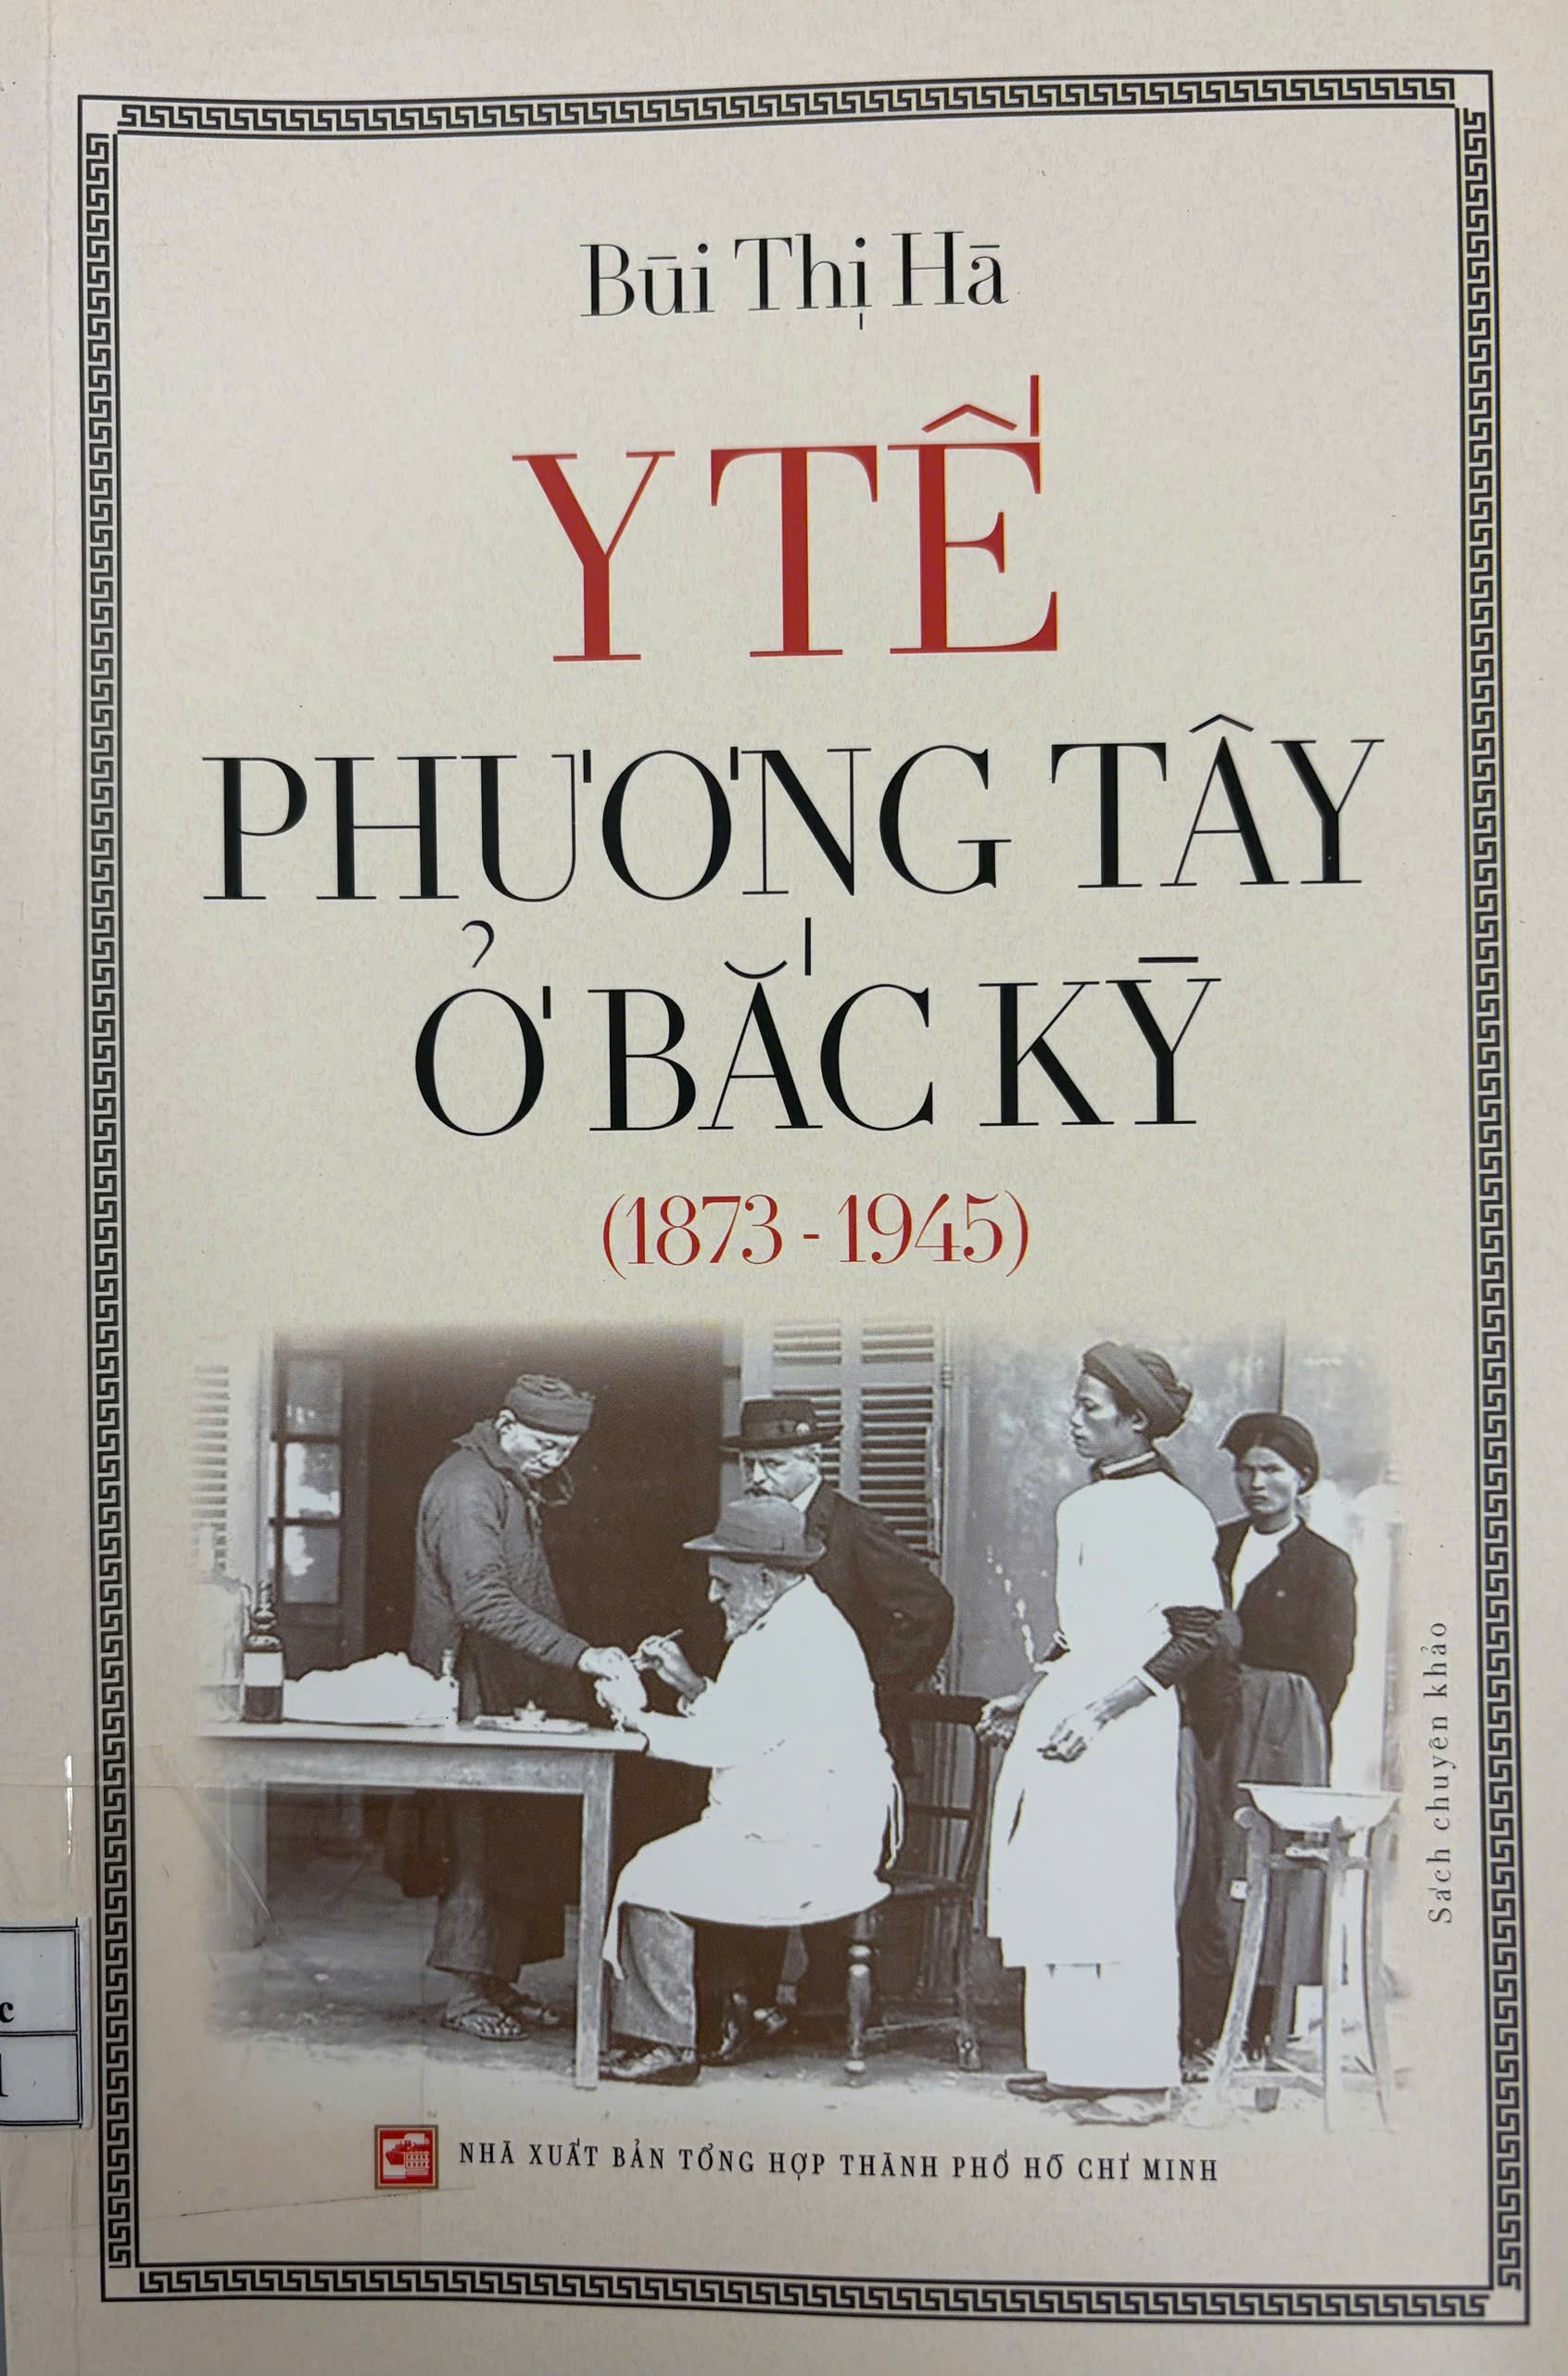 Bùi Thị Hà
Y TẾ
PHƯƠNG TÂY
Ở BẮC KỲ
(1873 - 1945)
Sách chuyên khảo
NHÀ XUẤT BẢN TỔNG HỢP THÀNH PHỐ HỒ CHÍ MINH
c
1